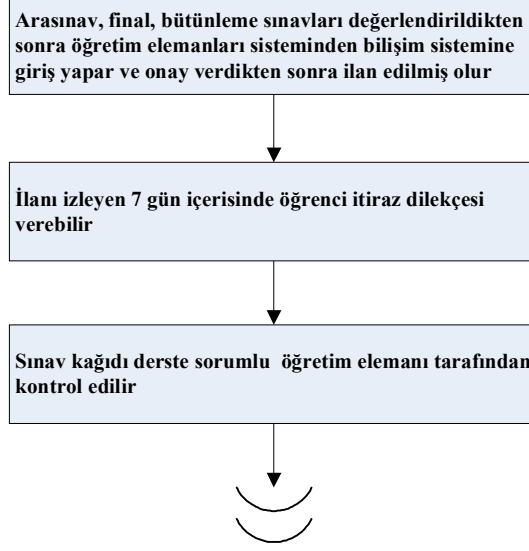 Arasınav, final, bütünleme sınavları değerlendirildikten
sonra öğretim elemanları sisteminden bilişim sistemine
giriş yapar ve onay verdikten sonra ilan edilmiş olur
İlanı izleyen 7 gün içerisinde öğrenci itiraz dilekçesi
verebilir
Sınav kağıdı derste sorumlu öğretim elemanı tarafından
kontrol edilir